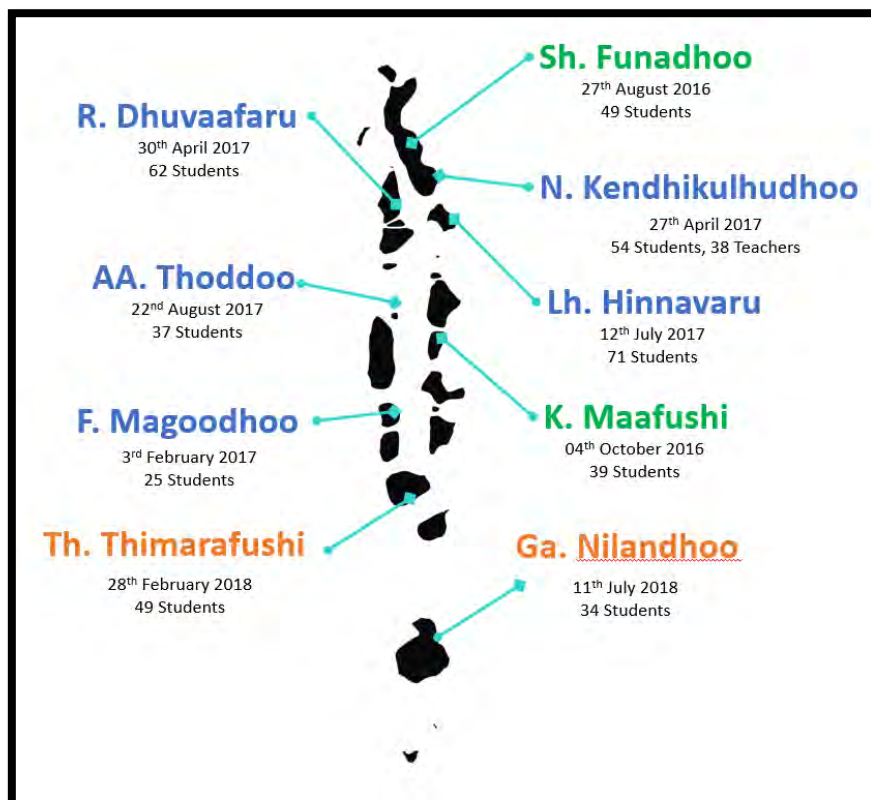 Sh. Funadhoo
27th August 2016
49 Students
R. Dhuvaafaru
30th April 2017
62 Students
N. Kendhikulhudhoo
27th April 2017
54 Students, 38 Teachers
AA. Thoddoo
22nd August 2017
37 Students
Lh. Hinnavaru
12th July 2017
71 Students
F. Magoodhoo
3rd February 2017
25 Students
K. Maafushi
04th October 2016
39 Students
Th. Thimarafushi
28th February 2018
49 Students
Ga. Nilandhoo
11th July 2018
34 Students